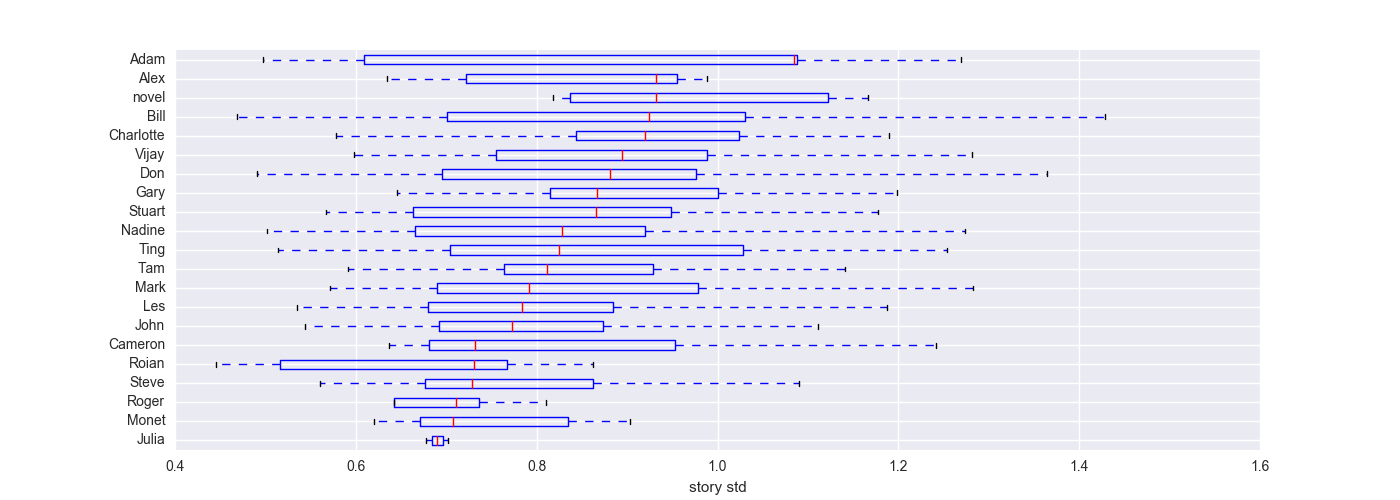 Adam
Alex
novel
Bill
Charlotte
Vijay
Don
Gary
Stuart
Nadine
Ting
Tam
Mark
Les
John
Cameron
Roian
Steve
Roger
Monet
Julia
0.4 0.6 0.8 1.0 1.2 1.4 1.6
story std